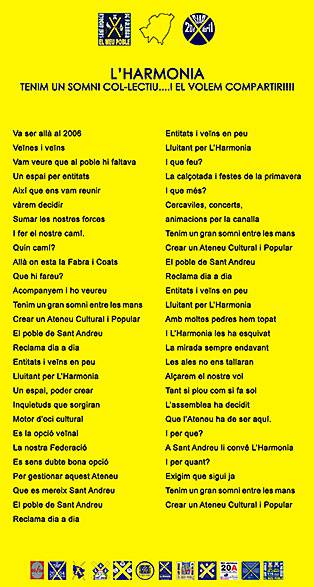 EL MEU POBLE
20 Abril
L'HARMONIA
TENIM UN SOMNI COL-LECTIU....I EL VOLEM COMPARTIR!!!!
Va ser allà al 2006
Veïnes i veïns
Vam veure que al poble hi faltava
Un espai per entitats
Així que ens vam reunir
vàrem decidir
Sumar les nostres forces
I fer el nostre camí.
Quin camí?
Allà on esta la Fabra i Coats
Que hi fareu?
Acompanyem i ho veureu
Tenim un gran somni entre les mans
Crear un Ateneu Cultural i Popular
El poble de Sant Andreu
Reclama dia a dia
Entitats i veïns en peu
Lluitant per L'Harmonia
Un espai, poder crear
Inquietuds que sorgiran
Motor d'oci cultural
Es la opció veïnal
La nostra Federació
Es sens dubte bona opció
Per gestionar aquest Ateneu
Que es mereix Sant Andreu
El poble de Sant Andreu
Reclama dia a dia
Entitats i veïns en peu
Lluitant per L'Harmonia
I que feu?
La calçotada i festes de la primavera
I que més?
Cercaviles, concerts,
animacions per la canalla
Tenim un gran somni entre les mans
Crear un Ateneu Cultural i Popular
El poble de Sant Andreu
Reclama dia a dia
Entitats i veïns en peu
Lluitant per L'Harmonia
Amb moltes pedres hem topat
I L'Harmonia les ha esquivat
La mirada sempre endavant
Les ales no ens tallaran
Alçarem el nostre vol
Tant si plou com si fa sol
L'assemblea ha decidit
Que l'Ateneu ha de ser aquí.
I per que?
A Sant Andreu li convé L'Harmonia
I per quant?
Exigim que sigui ja
Tenim un gran somni entre les mans
Crear un Ateneu Cultural i Popular
20A